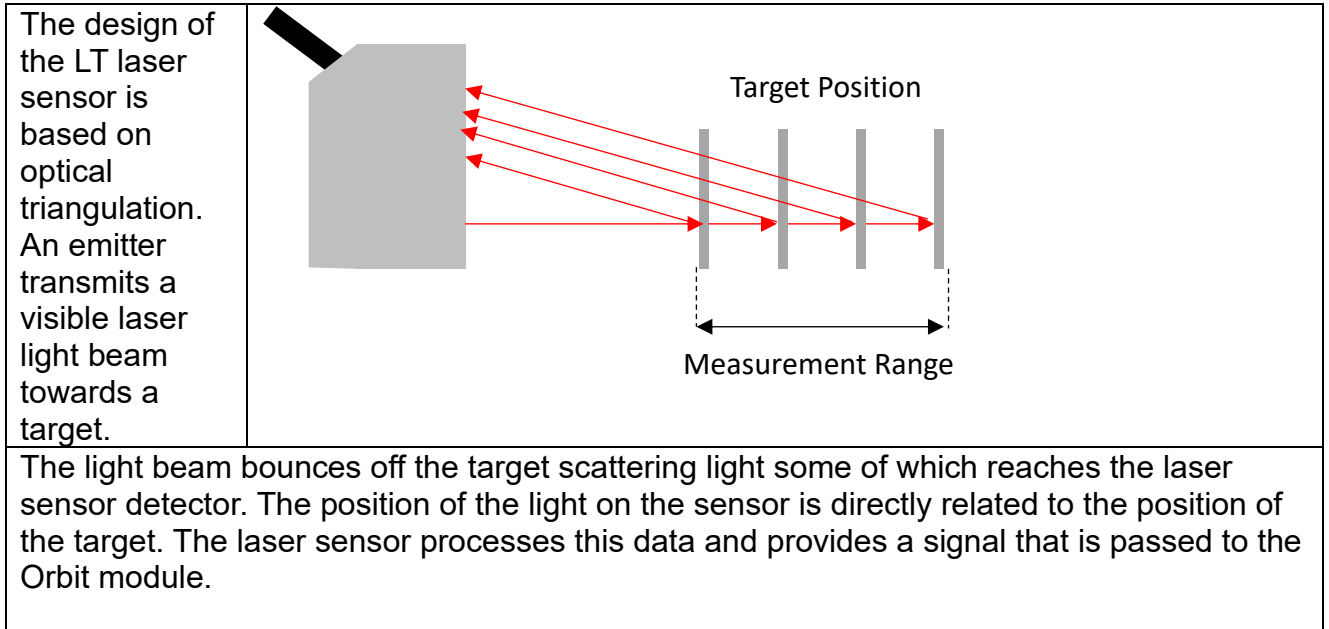 The design of
the LT laser
sensor is
based on
optical
triangulation.
An emitter
transmits a
visible laser
light beam
towards a
target.
Target Position
Measurement Range
The light beam bounces off the target scattering light some of which reaches the laser
sensor detector. The position of the light on the sensor is directly related to the position of
the target. The laser sensor processes this data and provides a signal that is passed to the
Orbit module.